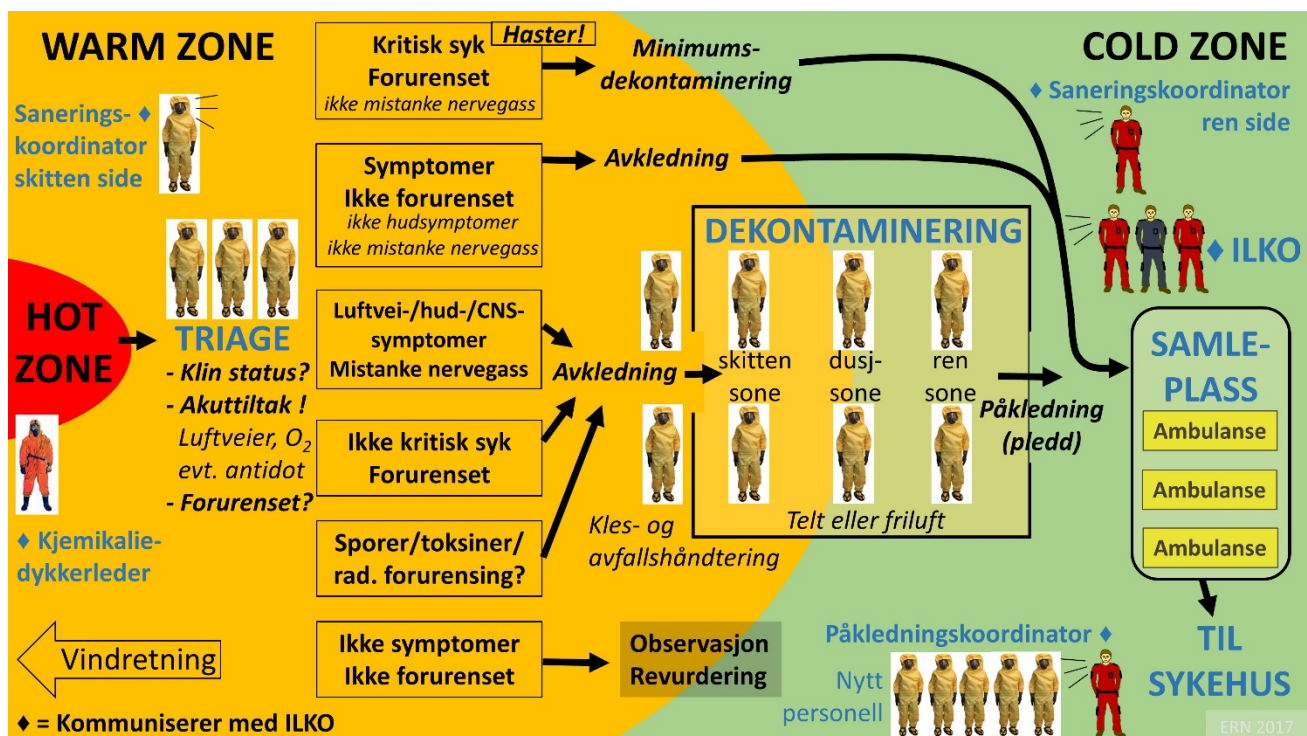 WARM ZONE
Sanerings- ♦
koordinator
skitten side
HOT
ZONE
♦ Kjemikalie-
dykkerleder
TRIAGE
- Klin status?
- Akuttiltak !
Luftveier, O₂
evt. antidot
- Forurenset?
Haster!
Kritisk syk
Forurenset
ikke mistanke nervegass
Minimums-
dekontaminering
Symptomer
Ikke forurenset
ikke hudsymptomer
ikke mistanke nervegass
Avkledning
Luftvei-/hud-/CNS-
symptomer
Mistanke nervegass
Ikke kritisk syk
Forurenset
Sporer/toksiner/
rad. forurensing?
Avkledning
Kles- og
avfallshåndtering
Ikke symptomer
Ikke forurenset
Observasjon
Revurdering
DEKONTAMINERING
skitten
sone
dusj-
sone
ren
sone
Telt eller friluft
Påkledning
(pledd)
COLD ZONE
♦ Saneringskoordinator
ren side
♦ ILKO
SAMLE-
PLASS
Ambulanse
Ambulanse
Ambulanse
TIL
SYKEHUS
Påkledningskoordinator ♦
Nytt
personell
Vindretning
♦ = Kommuniserer med ILKO
ERN 2017